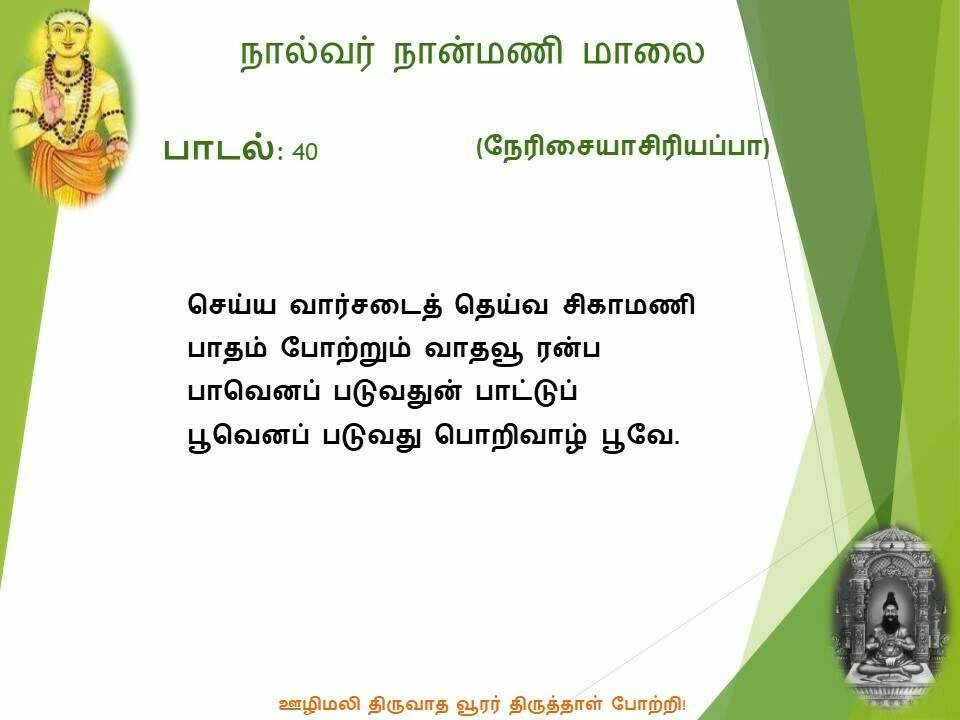 நால்வர் நான்மணி மாலை
பாடல்: 40 (நேரிசையாசிரியப்பா)
செய்ய வார்சடைத் தெய்வ சிகாமணி
பாதம் போற்றும் வாதவூ ரன்ப
பாவெனப் படுவதுன் பாட்டுப்
பூவெனப் படுவது பொறிவாழ் பூவே.
ஊழிமலி திருவாத வூரர் திருத்தாள் போற்றி!